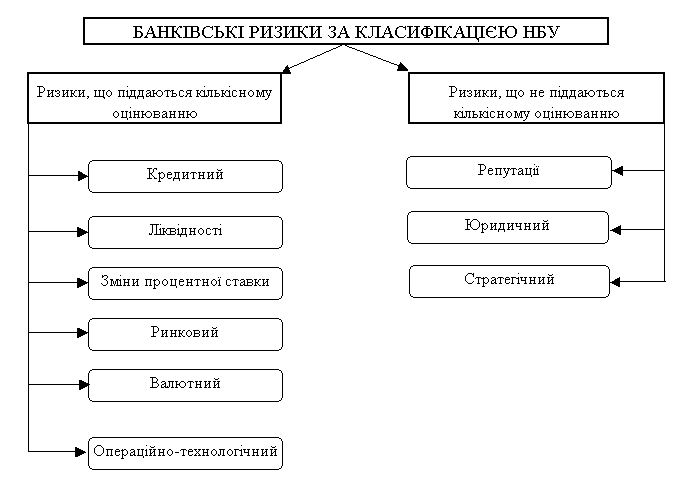 БАНКІВСЬКІ РИЗИКИ ЗА КЛАСИФІКАЦІЄЮ НБУ
Ризики, що піддаються кількісному
оцінюванню
Кредитний
Ліквідності
Зміни процентної ставки
Ринковий
Валютний
Операційно-технологічний
Ризики, що не піддаються
кількісному оцінюванню
Репутації
Юридичний
Стратегічний